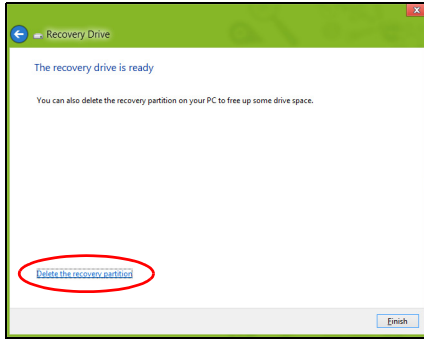 Recovery Drive
The recovery drive is ready
You can also delete the recovery partition on your PC to free up some drive space.
Delete the recovery partition
Finish